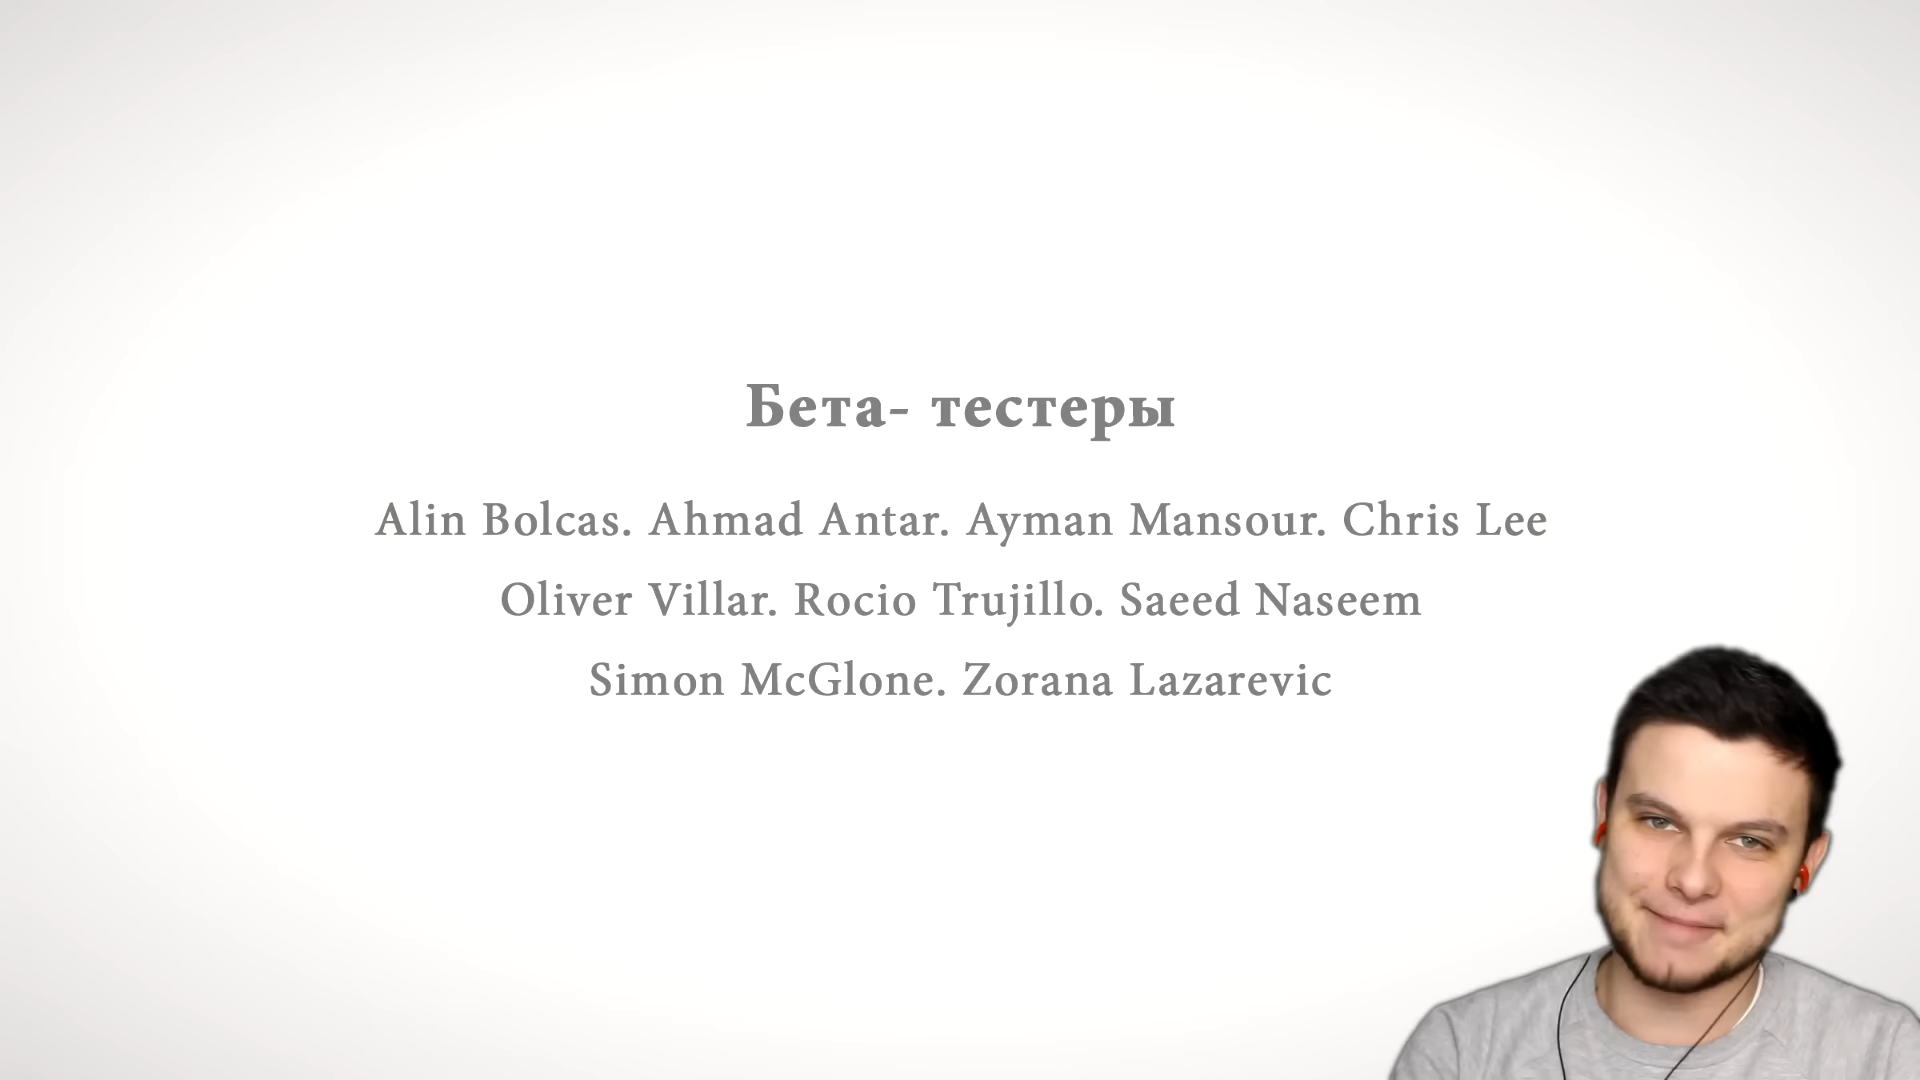 Бета- тестеры
Alin Bolcas. Ahmad Antar. Ayman Mansour. Chris Lee
Oliver Villar. Rocio Trujillo. Saeed Naseem
Simon McGlone. Zorana Lazarevic